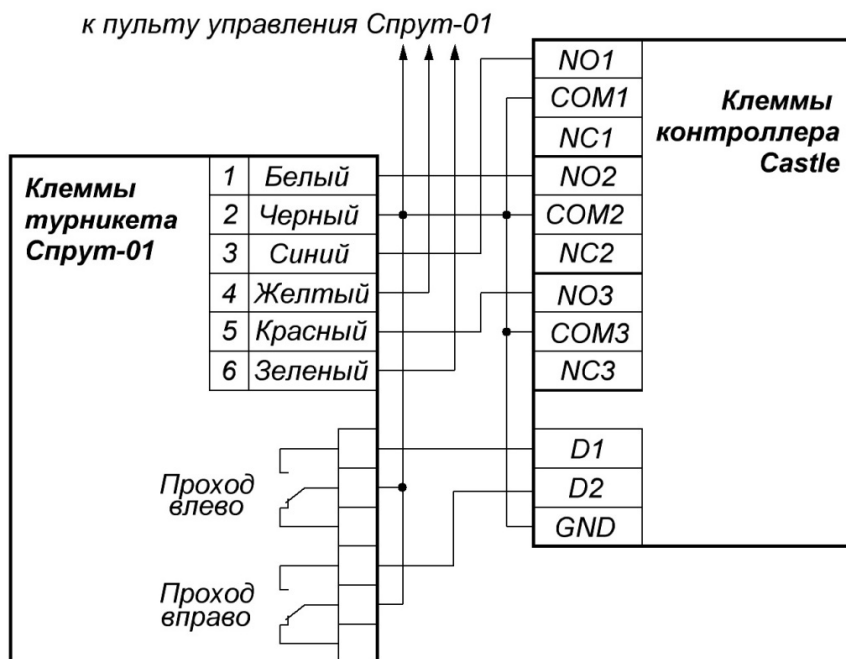 к пульту управления Спрут-01
Клеммы
турникета
Спрут-01
1 Белый
2 Черный
3 Синий
4 Желтый
5 Красный
6 Зеленый
Проход
влево
Проход
вправо
NO1
COM1
NC1
NO2
COM2
NC2
NO3
COM3
NC3
D1
D2
GND
Клеммы
контроллера
Castle